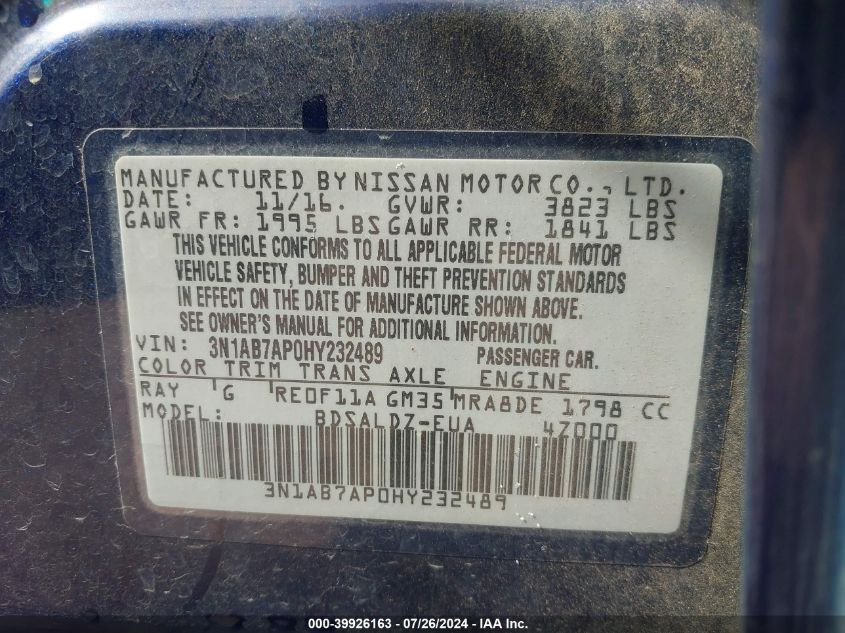 MANUFACTURED BY NISSAN MOTOR CO., LTD.
DATE: 11/16. GVWR: 3823 LBS
GAWR FR: 1995 LBS GAWR RR: 1841 LBS
THIS VEHICLE CONFORMS TO ALL APPLICABLE FEDERAL MOTOR
VEHICLE SAFETY, BUMPER AND THEFT PREVENTION STANDARDS
IN EFFECT ON THE DATE OF MANUFACTURE SHOWN ABOVE.
SEE OWNER'S MANUAL FOR ADDITIONAL INFORMATION.
VIN: 3N1AB7AP0HY232489 PASSENGER CAR.
COLOR TRIM TRANS AXLE ENGINE
RAY G RE0F11A GM35 MRA8DE 1798 CC
MODEL: BDSALDZ-EUA 4Z000
3N1AB7AP0HY232489
000-39926163 - 07/26/2024 - IAA Inc.